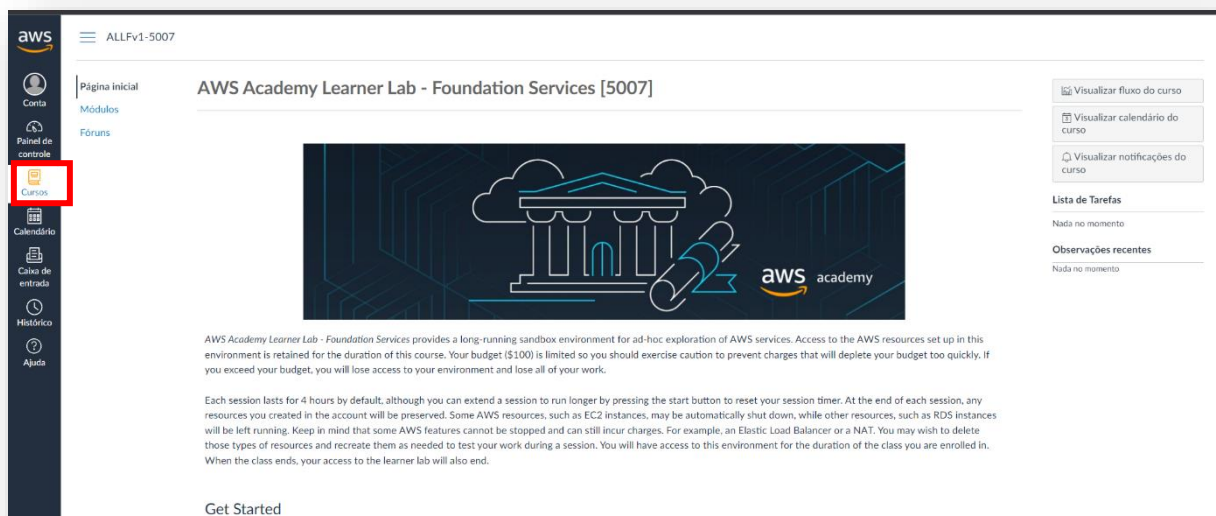 aws
ALLFv1-5007
Conta
Painel de
controle
Cursos
Calendário
Caixa de
entrada
Histórico
Ajuda
Página inicial
Módulos
Fóruns
AWS Academy Learner Lab - Foundation Services [5007]
aws academy
AWS Academy Learner Lab - Foundation Services provides a long-running sandbox environment for ad-hoc exploration of AWS services. Access to the AWS resources set up in this
environment is retained for the duration of this course. Your budget ($100) is limited so you should exercise caution to prevent charges that will deplete your budget too quickly. If
you exceed your budget, you will lose access to your environment and lose all of your work.
Each session lasts for 4 hours by default, although you can extend a session to run longer by pressing the start button to reset your session timer. At the end of each session, any
resources you created in the account will be preserved. Some AWS resources, such as EC2 instances, may be automatically shut down, while other resources, such as RDS instances
will be left running. Keep in mind that some AWS features cannot be stopped and can still incur charges. For example, an Elastic Load Balancer or a NAT. You may wish to delete
those types of resources and recreate them as needed to test your work during a session. You will have access to this environment for the duration of the class you are enrolled in.
When the class ends, your access to the learner lab will also end.
Get Started
Visualizar fluxo do curso
Visualizar calendário do
curso
Visualizar notificações do
curso
Lista de Tarefas
Nada no momento
Observações recentes
Nada no momento